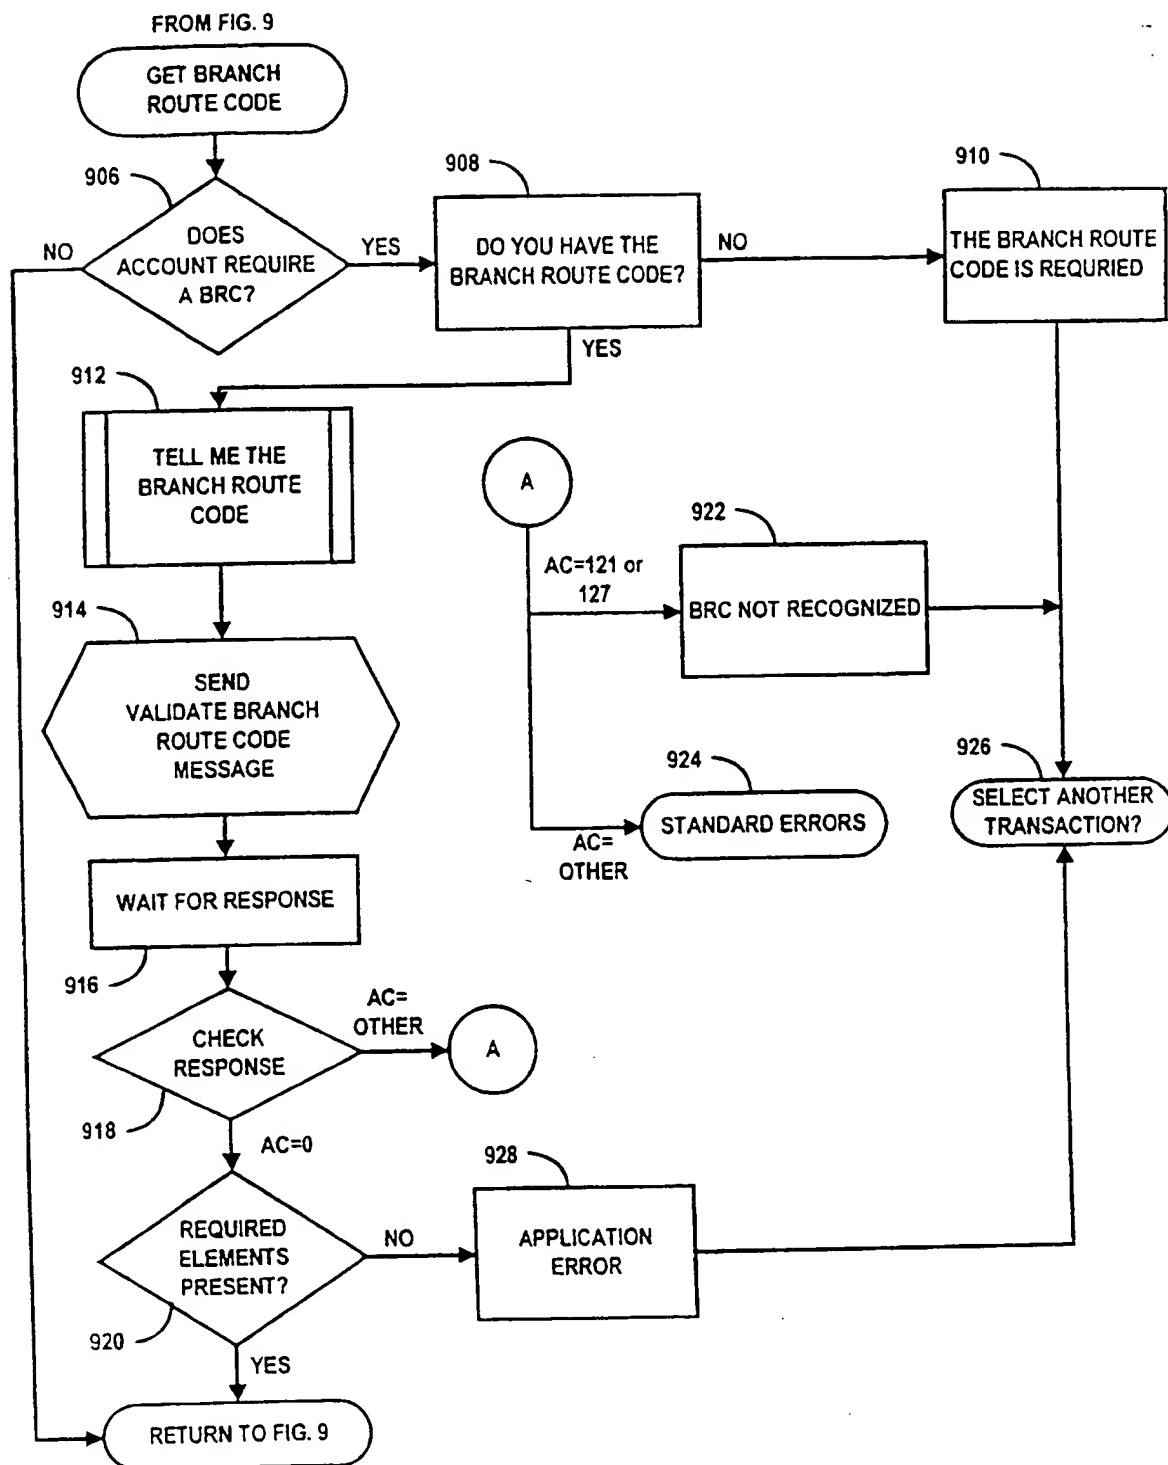 FROM FIG. 9
GET BRANCH
ROUTE CODE
906
908
910
NO
DOES
ACCOUNT REQUIRE
A BRC?
YES
DO YOU HAVE THE
BRANCH ROUTE CODE?
NO
THE BRANCH ROUTE
CODE IS REQURIED
YES
912
TELL ME THE
BRANCH ROUTE
CODE
A
AC=121 or
127
922
BRC NOT RECOGNIZED
914
SEND
VALIDATE BRANCH
ROUTE CODE
MESSAGE
924
STANDARD ERRORS
AC=
OTHER
926
SELECT ANOTHER
TRANSACTION?
WAIT FOR RESPONSE
916
CHECK
RESPONSE
AC=
OTHER
A
918
AC=0
928
REQUIRED
ELEMENTS
PRESENT?
NO
APPLICATION
ERROR
920
YES
RETURN TO FIG. 9